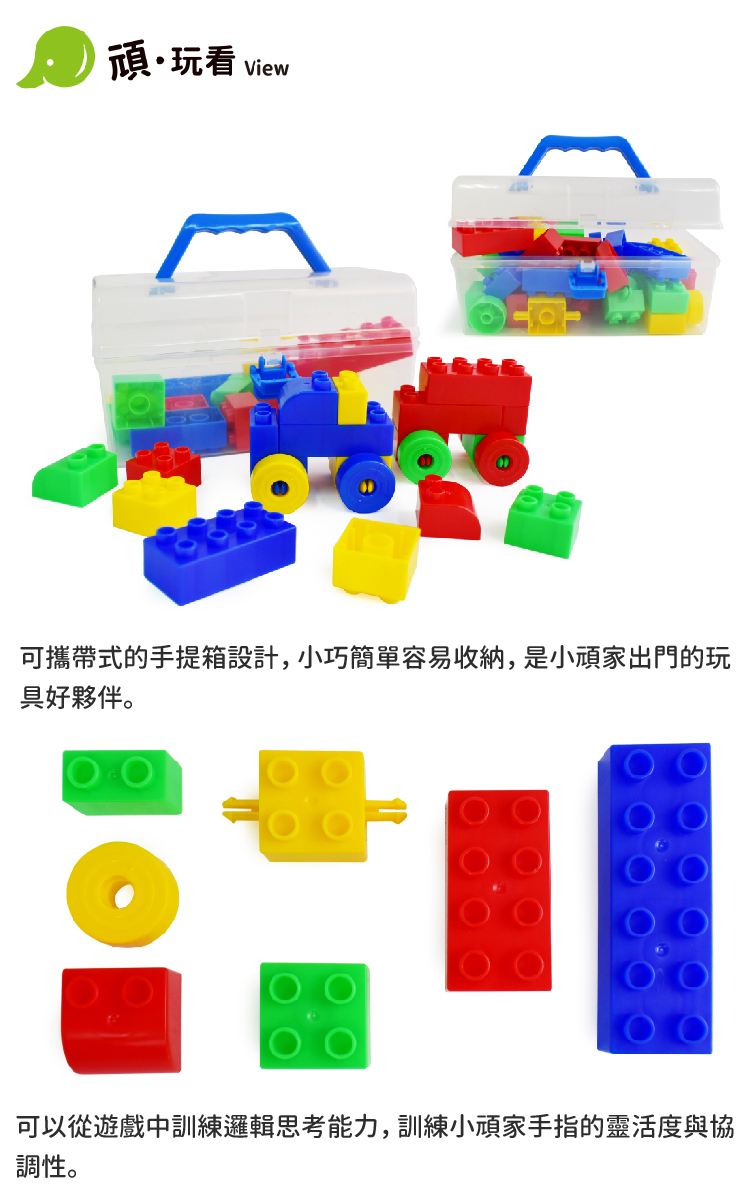 頑·玩看 View
可攜帶式的手提箱設計，小巧簡單容易收納，是小頑家出門的玩
具好夥伴。
可以從遊戲中訓練邏輯思考能力，訓練小頑家手指的靈活度與協
調性。